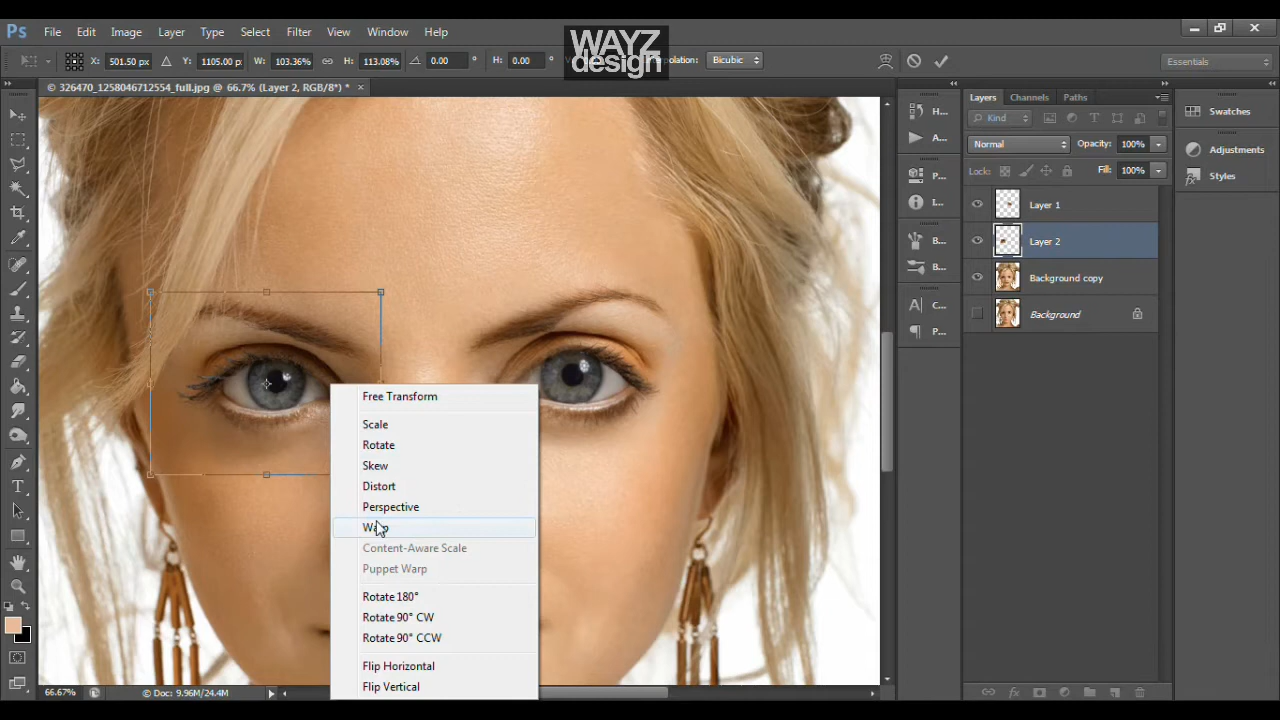 Ps File Edit Image Layer Type Select Filter View Window Help
WAYZ
design
X: 501.50 px Y: 1105.00 p: W: 103.36% H: 113.08% 0.00 ° H: 0.00 ° Bicubic
Essentials
© 326470_1258046712554_full.jpg @ 66.7% (Layer 2, RGB/8*) * ×
Layers Channels Paths
Kind
Normal Opacity: 100%
Lock: Fill: 100%
Layer 1
Layer 2
Background copy
Background
H...
A...
P...
I...
B...
B...
C...
P...
Swatches
Adjustments
Styles
Free Transform
Scale
Rotate
Skew
Distort
Perspective
Warp
Content-Aware Scale
Puppet Warp
Rotate 180°
Rotate 90° CW
Rotate 90° CCW
Flip Horizontal
Flip Vertical
66.67% © Doc: 9.96M/24.4M